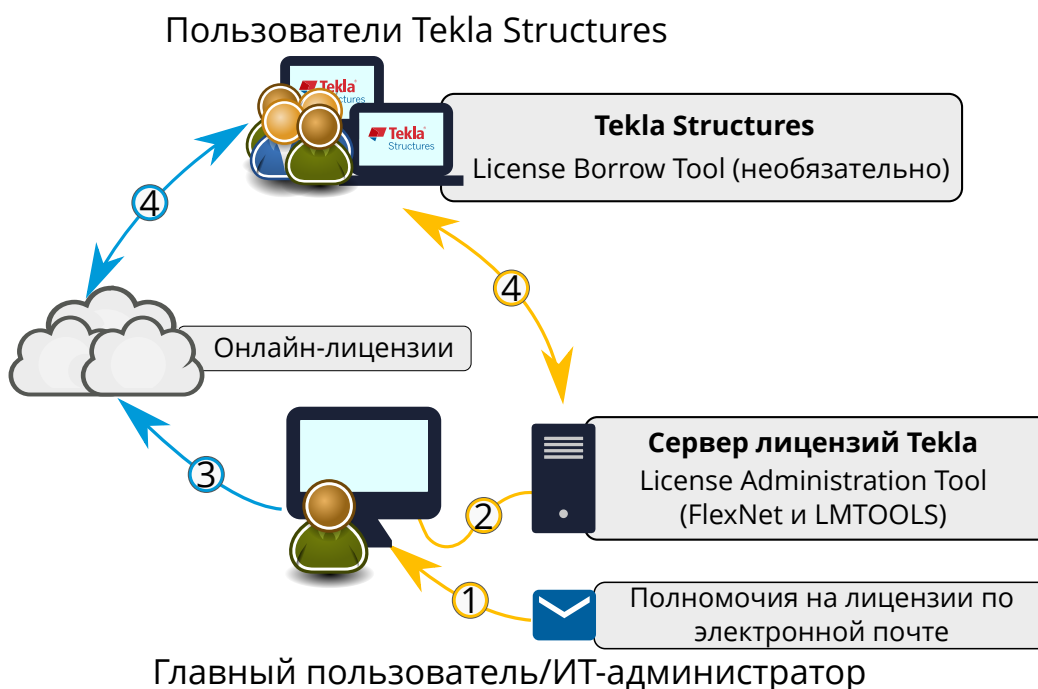 Пользователи Tekla Structures
Tekla
ctures
Tekla
Structures
Tekla Structures
License Borrow Tool (необязательно)
4
4
Онлайн-лицензии
Сервер лицензий Tekla
License Administration Tool
(FlexNet и LMTOOLS)
3
2
1
Полномочия на лицензии по
электронной почте
Главный пользователь/ИТ-администратор